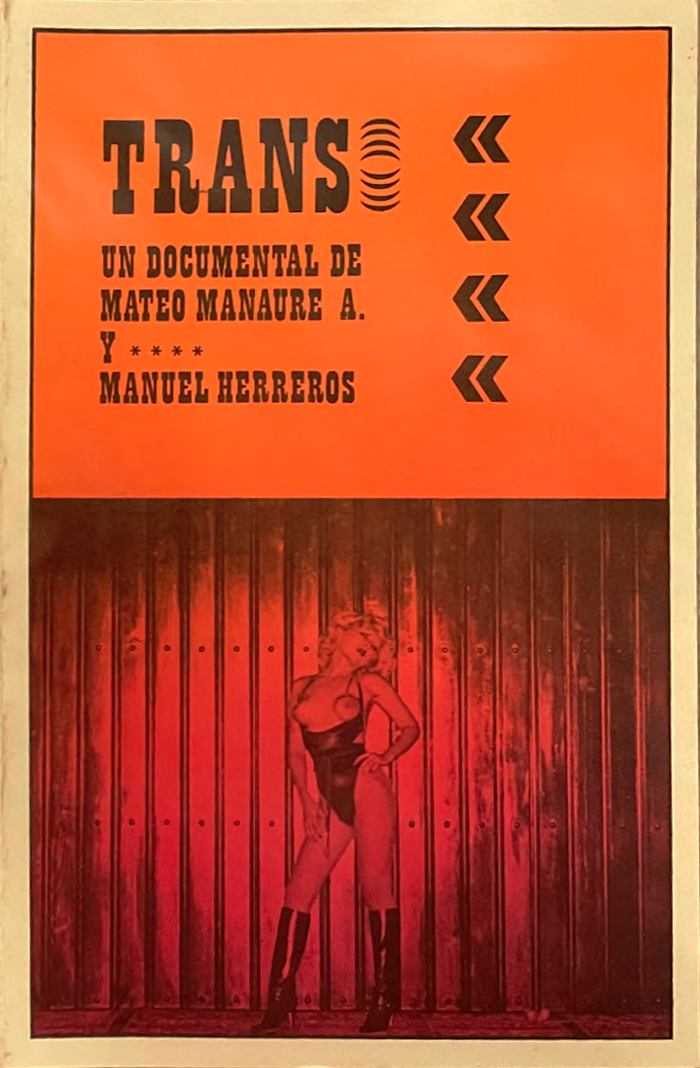 TRANS
UN DOCUMENTAL DE
MATEO MANAURE A.
Y ****
MANUEL HERREROS